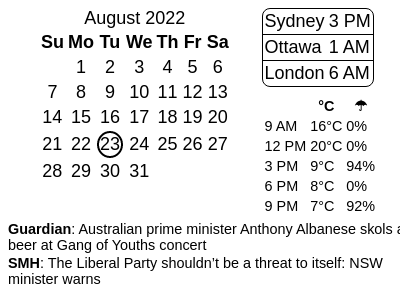 August 2022
Su Mo Tu We Th Fr Sa
1 2 3 4 5 6
7 8 9 10 11 12 13
14 15 16 17 18 19 20
21 22 23 24 25 26 27
28 29 30 31
Sydney 3 PM
Ottawa 1 AM
London 6 AM
°C ☂
9 AM 16°C 0%
12 PM 20°C 0%
3 PM 9°C 94%
6 PM 8°C 0%
9 PM 7°C 92%
Guardian: Australian prime minister Anthony Albanese skols a
beer at Gang of Youths concert
SMH: The Liberal Party shouldn’t be a threat to itself: NSW
minister warns